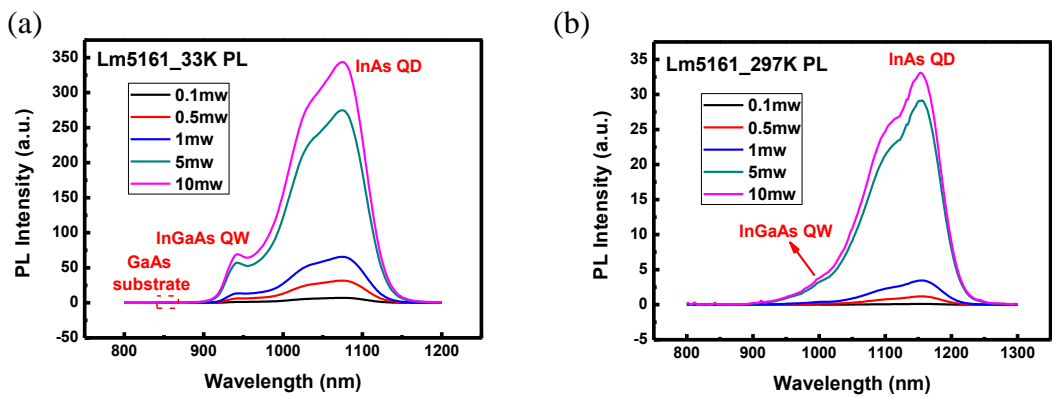 (a)
Lm5161_33K PL
InAs QD
0.1mw
0.5mw
1mw
5mw
10mw
InGaAs QW
GaAs
substrate
350
300
250
200
150
100
50
0
-50
800
900
1000
1100
1200
PL Intensity (a.u.)
Wavelength (nm)
(b)
Lm5161_297K PL
InAs QD
0.1mw
0.5mw
1mw
5mw
10mw
InGaAs QW
35
30
25
20
15
10
5
0
-5
800
900
1000
1100
1200
1300
PL Intensity (a.u.)
Wavelength (nm)